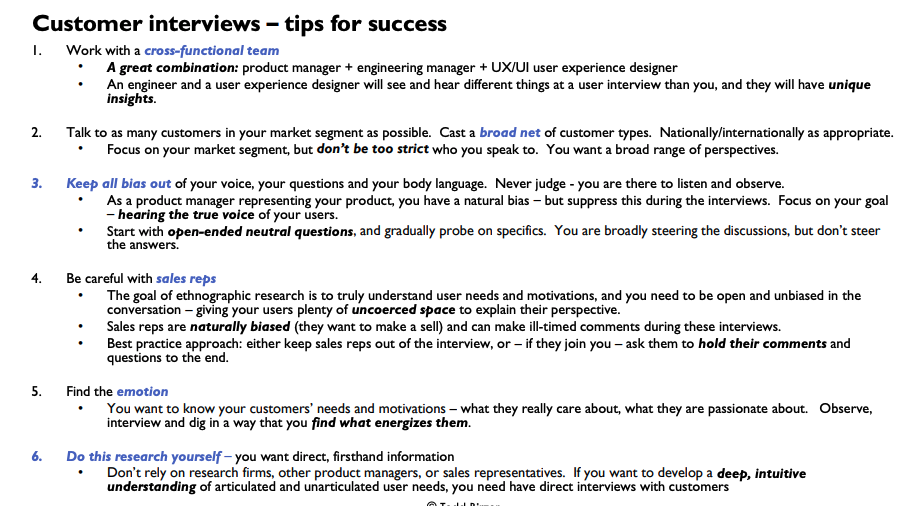 Customer interviews – tips for success
1. Work with a cross-functional team
• A great combination: product manager + engineering manager + UX/UI user experience designer
• An engineer and a user experience designer will see and hear different things at a user interview than you, and they will have unique
insights.
2. Talk to as many customers in your market segment as possible. Cast a broad net of customer types. Nationally/internationally as appropriate.
• Focus on your market segment, but don't be too strict who you speak to. You want a broad range of perspectives.
3. Keep all bias out of your voice, your questions and your body language. Never judge - you are there to listen and observe.
• As a product manager representing your product, you have a natural bias – but suppress this during the interviews. Focus on your goal
– hearing the true voice of your users.
• Start with open-ended neutral questions, and gradually probe on specifics. You are broadly steering the discussions, but don't steer
the answers.
4. Be careful with sales reps
• The goal of ethnographic research is to truly understand user needs and motivations, and you need to be open and unbiased in the
conversation – giving your users plenty of uncoerced space to explain their perspective.
• Sales reps are naturally biased (they want to make a sell) and can make ill-timed comments during these interviews.
• Best practice approach: either keep sales reps out of the interview, or – if they join you – ask them to hold their comments and
questions to the end.
5. Find the emotion
• You want to know your customers' needs and motivations – what they really care about, what they are passionate about. Observe,
interview and dig in a way that you find what energizes them.
6. Do this research yourself – you want direct, firsthand information
• Don't rely on research firms, other product managers, or sales representatives. If you want to develop a deep, intuitive
understanding of articulated and unarticulated user needs, you need have direct interviews with customers